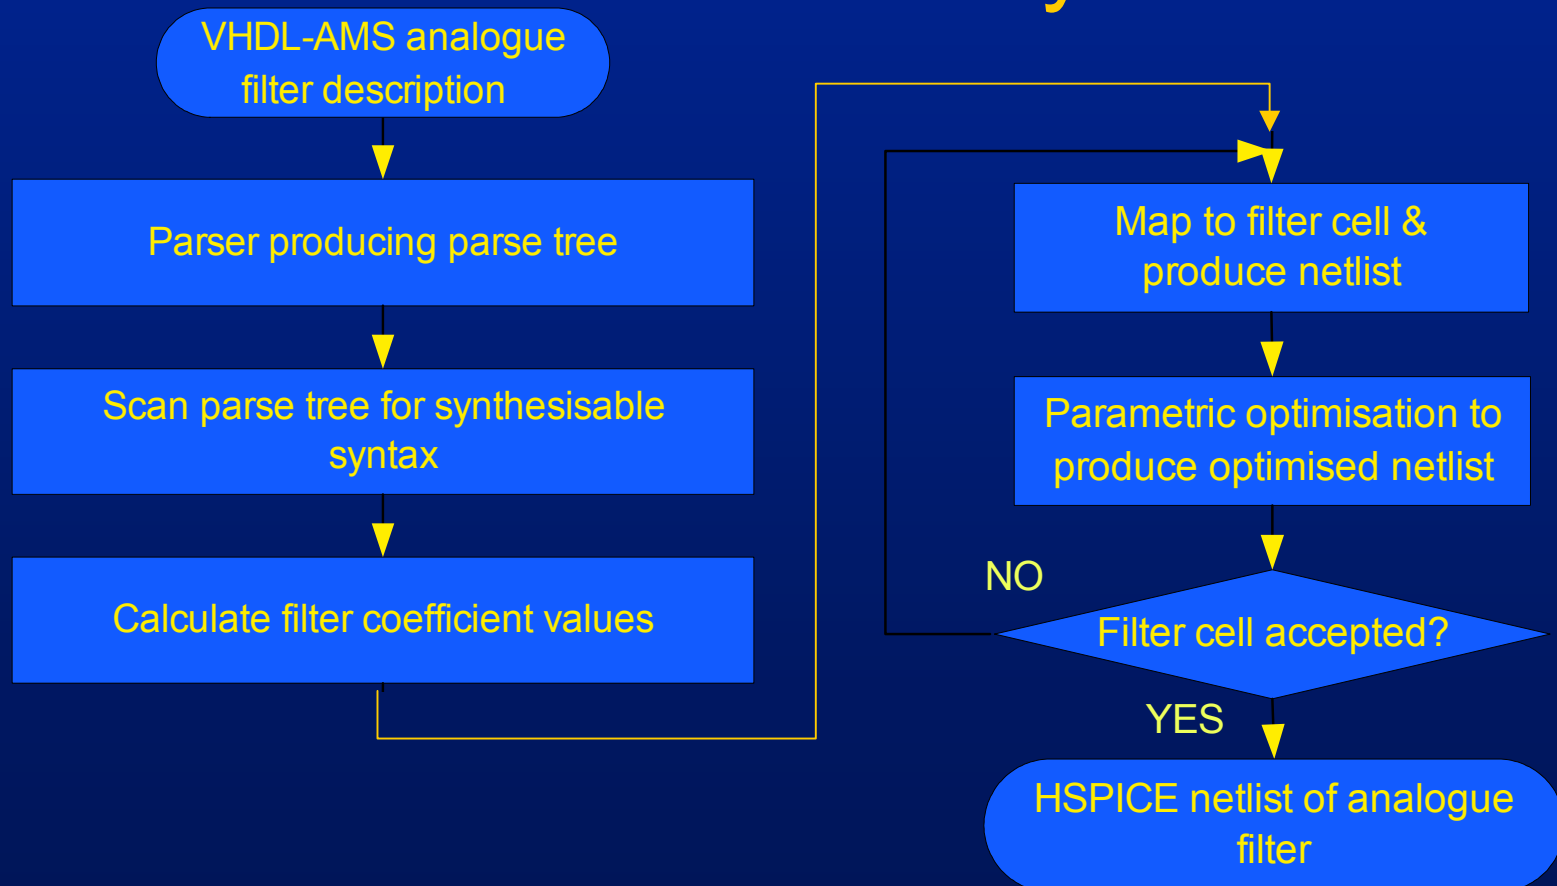 VHDL-AMS analogue
filter description
Parser producing parse tree
Scan parse tree for synthesisable
syntax
Calculate filter coefficient values
Map to filter cell &
produce netlist
Parametric optimisation to
produce optimised netlist
NO
Filter cell accepted?
YES
HSPICE netlist of analogue
filter